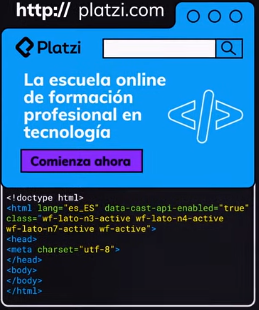 http:// platzi.com
Platzi
La escuela online
de formación
profesional en
tecnología
</>
Comienza ahora
<!doctype html>
<html lang="es_ES" data-cast-api-enabled="true"
class="wf-lato-n3-active wf-lato-n4-active
wf-lato-n7-active wf-active">
<head>
<meta charset="utf-8">
</head>
<body>
</body>
</html>